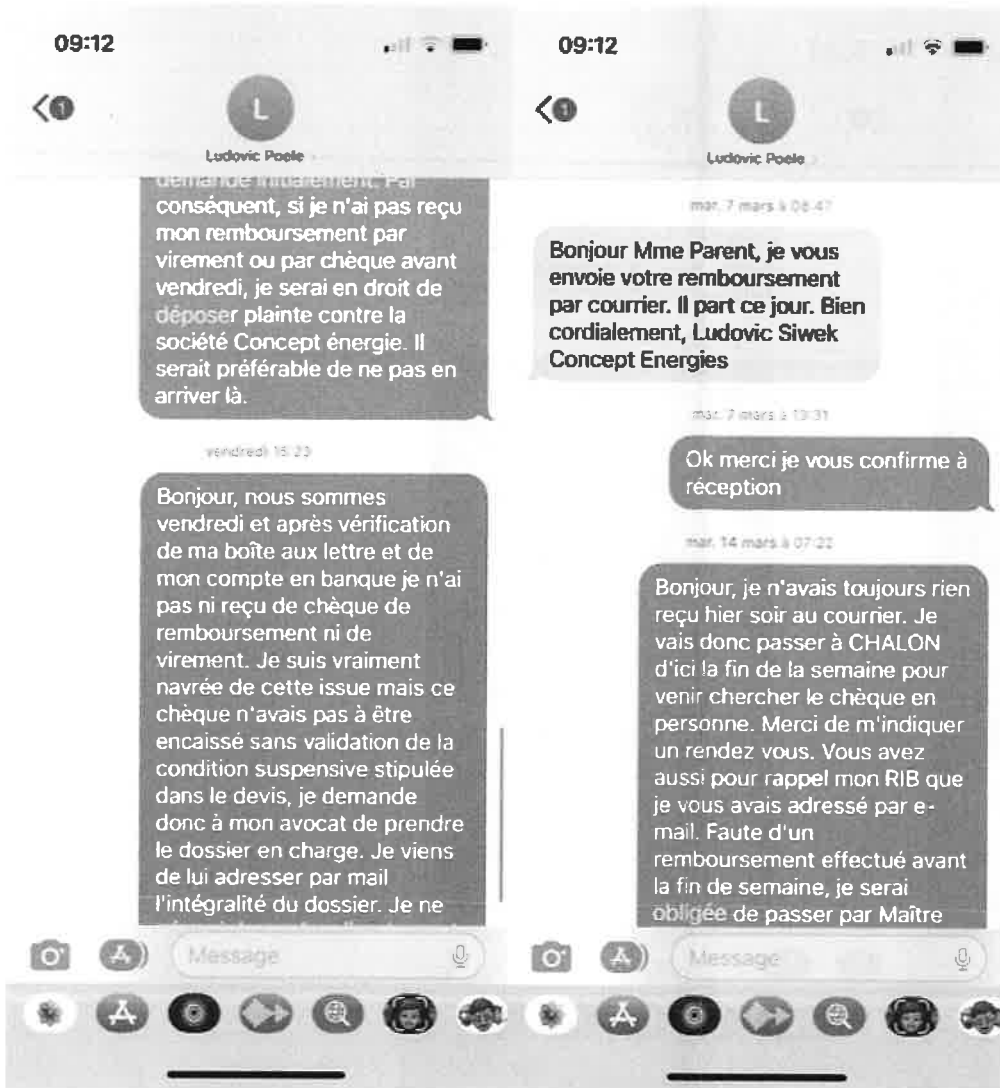 09:12
1
L
Ludovic Poele
demande initialement. Par
conséquent, si je n'ai pas reçu
mon remboursement par
virement ou par chèque avant
vendredi, je serai en droit de
déposer plainte contre la
société Concept énergie. Il
serait préférable de ne pas en
arriver là.
vendredi 16:23
Bonjour, nous sommes
vendredi et après vérification
de ma boîte aux lettre et de
mon compte en banque je n'ai
pas ni reçu de chèque de
remboursement ni de
virement. Je suis vraiment
navrée de cette issue mais ce
chèque n'avais pas à être
encaissé sans validation de la
condition suspensive stipulée
dans le devis, je demande
donc à mon avocat de prendre
le dossier en charge. Je viens
de lui adresser par mail
l'intégralité du dossier. Je ne
Message
09:12
1
L
Ludovic Poele
mar. 7 mars à 08:47
Bonjour Mme Parent, je vous
envoie votre remboursement
par courrier. Il part ce jour. Bien
cordialement, Ludovic Siwek
Concept Energies
mar. 7 mars à 13:31
Ok merci je vous confirme à
réception
mar. 14 mars à 07:22
Bonjour, je n'avais toujours rien
reçu hier soir au courrier. Je
vais donc passer à CHALON
d'ici la fin de la semaine pour
venir chercher le chèque en
personne. Merci de m'indiquer
un rendez vous. Vous avez
aussi pour rappel mon RIB que
je vous avais adressé par e-
mail. Faute d'un
remboursement effectué avant
la fin de semaine, je serai
obligée de passer par Maître
Message